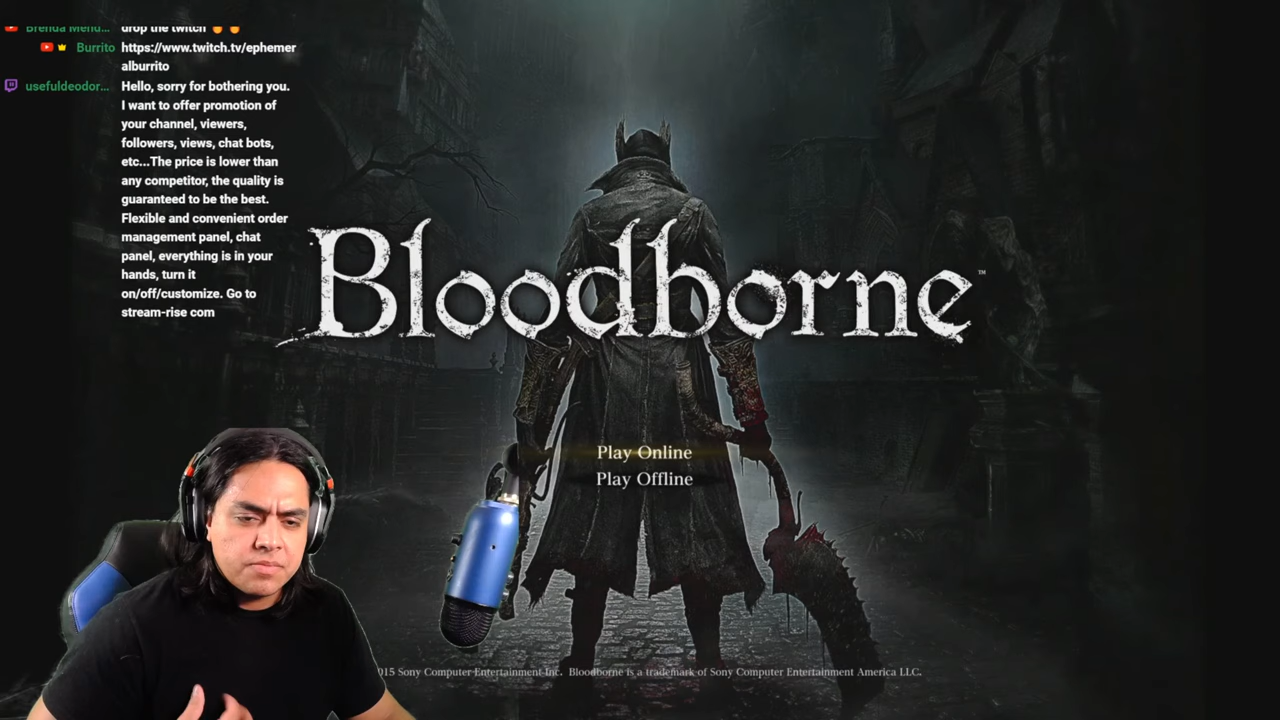 Brenda Mend... drop the twitch
Burrito https://www.twitch.tv/ephemer
alburrito
usefuldeodor... Hello, sorry for bothering you.
I want to offer promotion of
your channel, viewers,
followers, views, chat bots,
etc...The price is lower than
any competitor, the quality is
guaranteed to be the best.
Flexible and convenient order
management panel, chat
panel, everything is in your
hands, turn it
on/off/customize. Go to
stream-rise com
Bloodborne™
Play Online
Play Offline
015 Sony Computer Entertainment Inc. Bloodborne is a trademark of Sony Computer Entertainment America LLC.